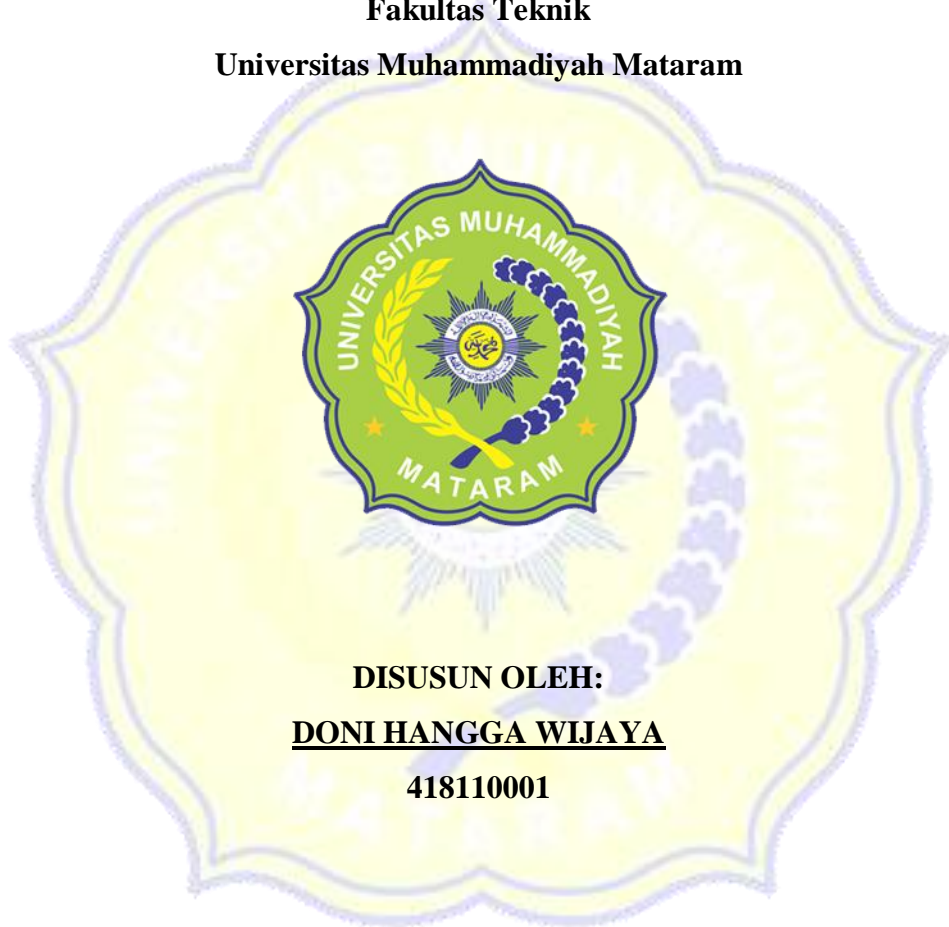 Fakultas Teknik
Universitas Muhammadiyah Mataram
UNIVERSITAS MUHAMMADIYAH
MATARAM
DISUSUN OLEH:
DONI HANGGA WIJAYA
418110001